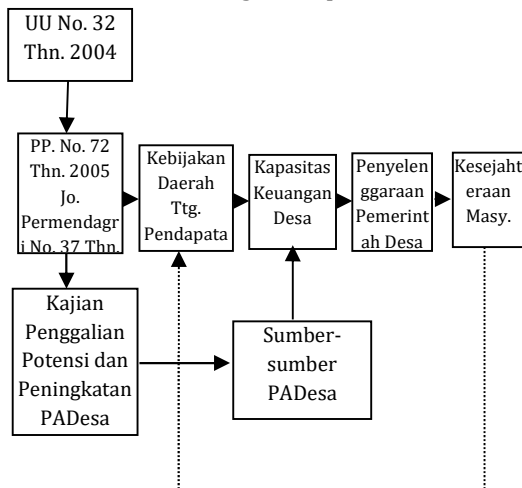 UU No. 32
Thn. 2004
PP. No. 72
Thn. 2005
Jo.
Permendagr
i No. 37 Thn.
Kebijakan
Daerah
Ttg.
Pendapata
Kapasitas
Keuangan
Desa
Penyelen
ggaraan
Pemerint
ah Desa
Kesejaht
eraan
Masy.
Kajian
Penggalian
Potensi dan
Peningkatan
PADesa
Sumber-
sumber
PADesa